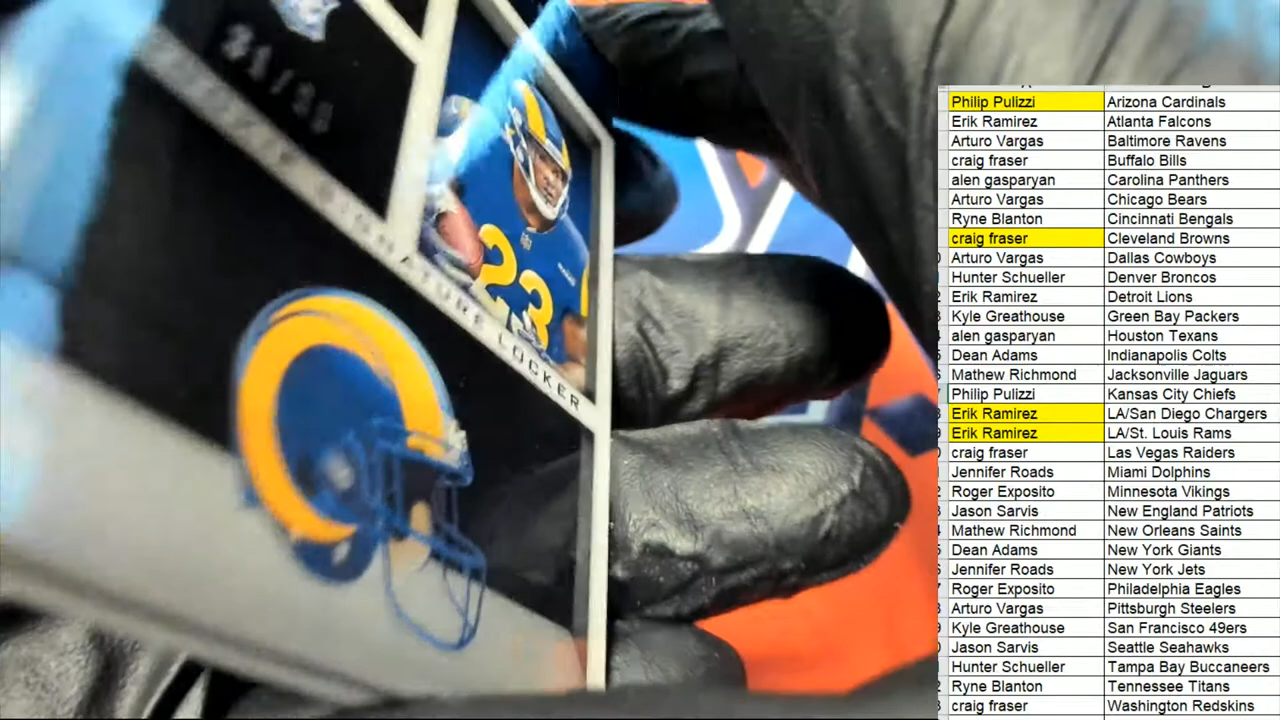 23
URE LOCKER
Philip Pulizzi Arizona Cardinals
Erik Ramirez Atlanta Falcons
Arturo Vargas Baltimore Ravens
craig fraser Buffalo Bills
alen gasparyan Carolina Panthers
Arturo Vargas Chicago Bears
Ryne Blanton Cincinnati Bengals
craig fraser Cleveland Browns
Arturo Vargas Dallas Cowboys
Hunter Schueller Denver Broncos
Erik Ramirez Detroit Lions
Kyle Greathouse Green Bay Packers
alen gasparyan Houston Texans
Dean Adams Indianapolis Colts
Mathew Richmond Jacksonville Jaguars
Philip Pulizzi Kansas City Chiefs
Erik Ramirez LA/San Diego Chargers
Erik Ramirez LA/St. Louis Rams
craig fraser Las Vegas Raiders
Jennifer Roads Miami Dolphins
Roger Exposito Minnesota Vikings
Jason Sarvis New England Patriots
Mathew Richmond New Orleans Saints
Dean Adams New York Giants
Jennifer Roads New York Jets
Roger Exposito Philadelphia Eagles
Arturo Vargas Pittsburgh Steelers
Kyle Greathouse San Francisco 49ers
Jason Sarvis Seattle Seahawks
Hunter Schueller Tampa Bay Buccaneers
Ryne Blanton Tennessee Titans
craig fraser Washington Redskins